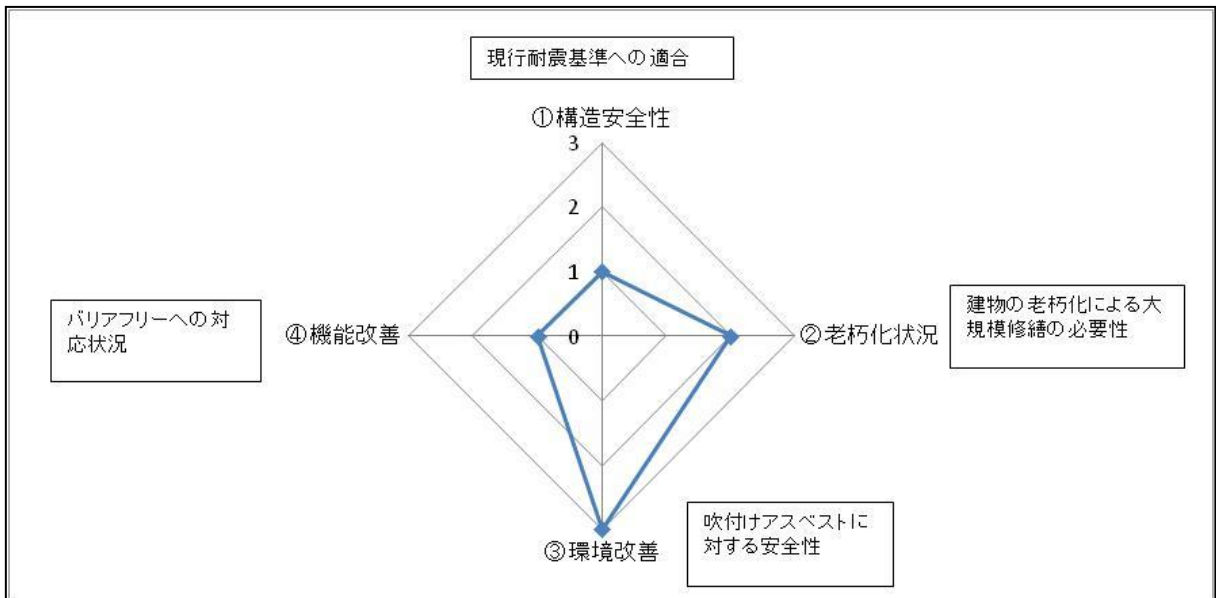 現行耐震基準への適合
①構造安全性
3
2
1
0
バリアフリーへの対
応状況
④機能改善
②老朽化状況
建物の老朽化による大
規模修繕の必要性
吹付けアスベストに
対する安全性
③環境改善